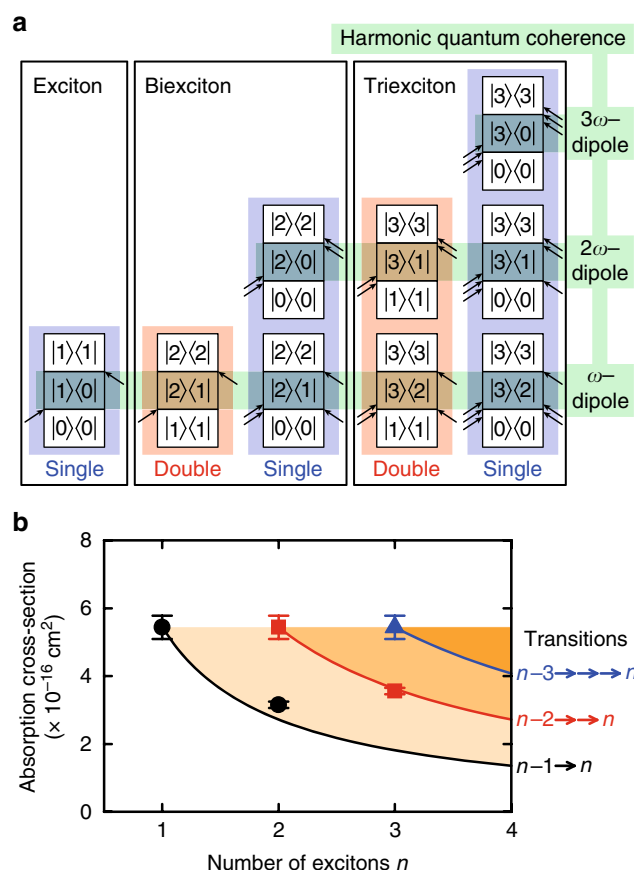 a
Harmonic quantum coherence
Exciton
Biexciton
Triexciton
|3⟩⟨3|
|3⟩⟨0|
|0⟩⟨0|
3ω–
dipole
|2⟩⟨2|
|2⟩⟨0|
|0⟩⟨0|
|3⟩⟨3|
|3⟩⟨1|
|1⟩⟨1|
|3⟩⟨3|
|3⟩⟨1|
|0⟩⟨0|
2ω–
dipole
|1⟩⟨1|
|1⟩⟨0|
|0⟩⟨0|
|2⟩⟨2|
|2⟩⟨1|
|1⟩⟨1|
|2⟩⟨2|
|2⟩⟨1|
|0⟩⟨0|
|3⟩⟨3|
|3⟩⟨2|
|1⟩⟨1|
|3⟩⟨3|
|3⟩⟨2|
|0⟩⟨0|
ω–
dipole
Single
Double
Single
Double
Single
b
Absorption cross-section
(× 10⁻¹⁶ cm²)
8
6
4
2
0
1 2 3 4
Number of excitons n
Transitions
n–3→→→n
n–2→→n
n–1→n